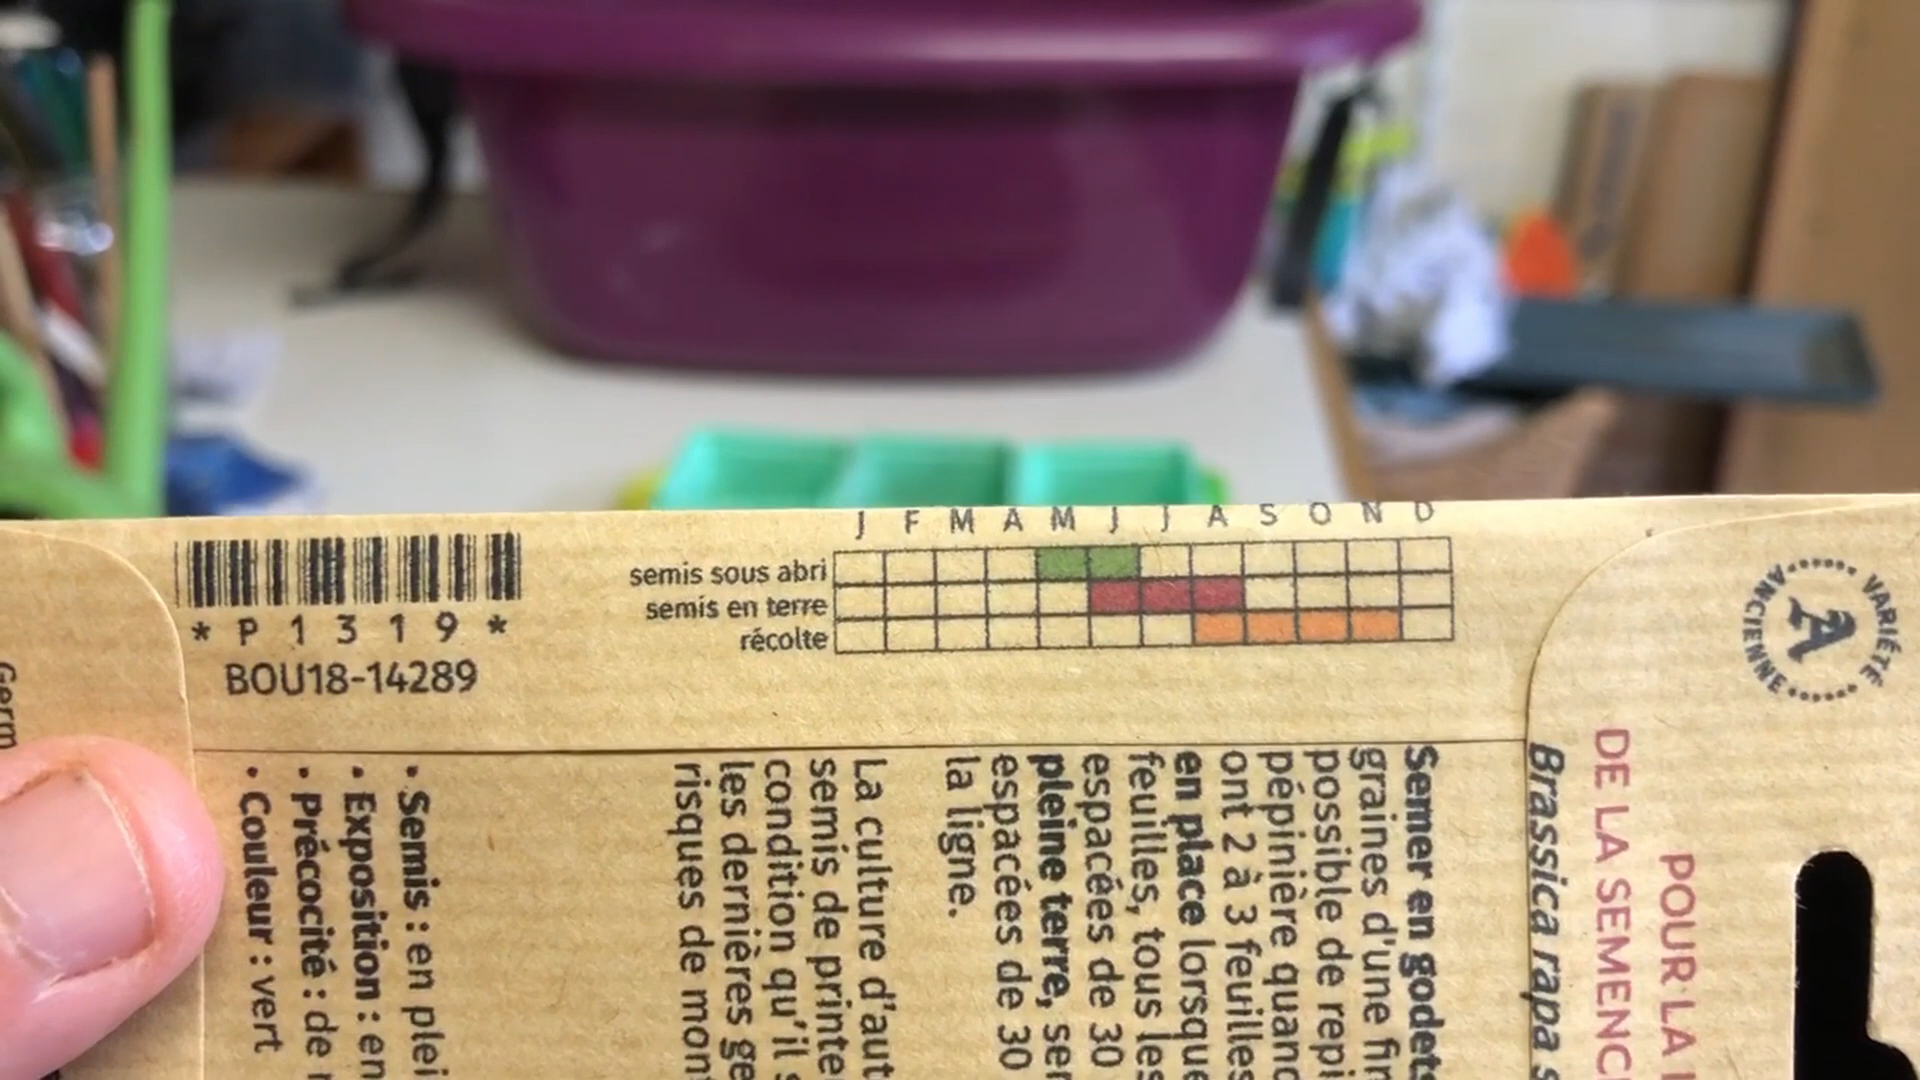 J F M A M J J A S O N D
semis sous abri
semis en terre
récolte
* P 1 3 1 9 *
BOU18-14289
VARIÉTÉ
A
ANCIENNE
POUR LA
DE LA SEMENC
Brassica rapa s
Semer en godets
graines d'une fin
possible de repi
pépinière quand
ont 2 à 3 feuilles
en place lorsque
feuilles, tous les
espacées de 30
pleine terre, se
espacées de 30
la ligne.
La culture d'aut
semis de printe
condition qu'il s
les dernières ge
risques de mon
• Semis : en plei
• Exposition : en
• Précocité : de
• Couleur : vert
Germ